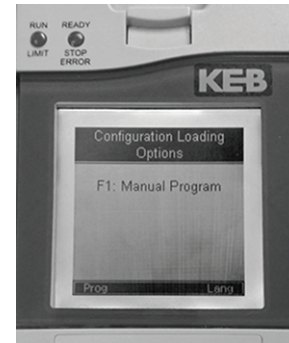 RUN READY
LIMIT STOP
ERROR
KEB
Configuration Loading
Options
F1: Manual Program
Prog Lang